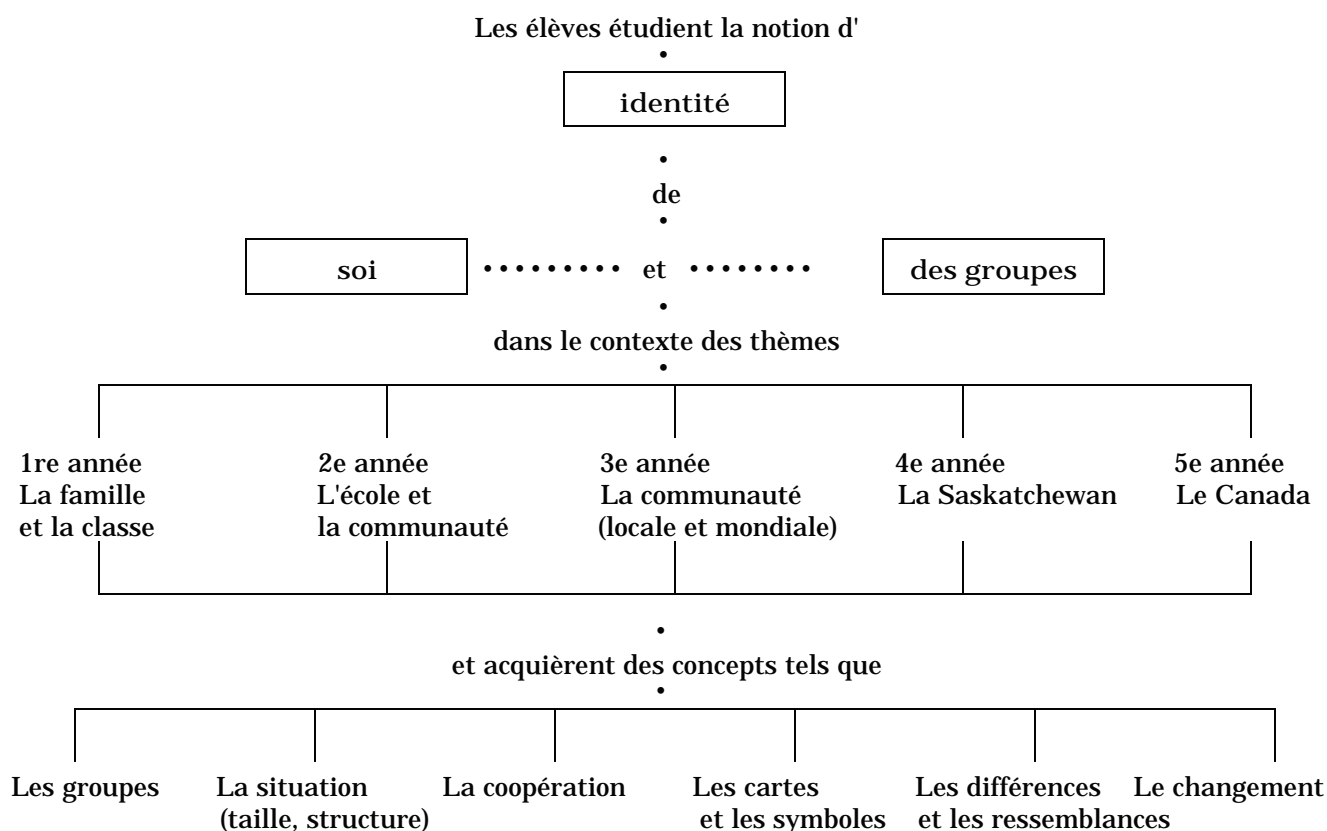 Les élèves étudient la notion d'
identité
de
soi et des groupes
dans le contexte des thèmes
1re année
La famille
et la classe
2e année
L'école et
la communauté
3e année
La communauté
(locale et mondiale)
4e année
La Saskatchewan
5e année
Le Canada
et acquièrent des concepts tels que
Les groupes
La situation
(taille, structure)
La coopération
Les cartes
et les symboles
Les différences
et les ressemblances
Le changement